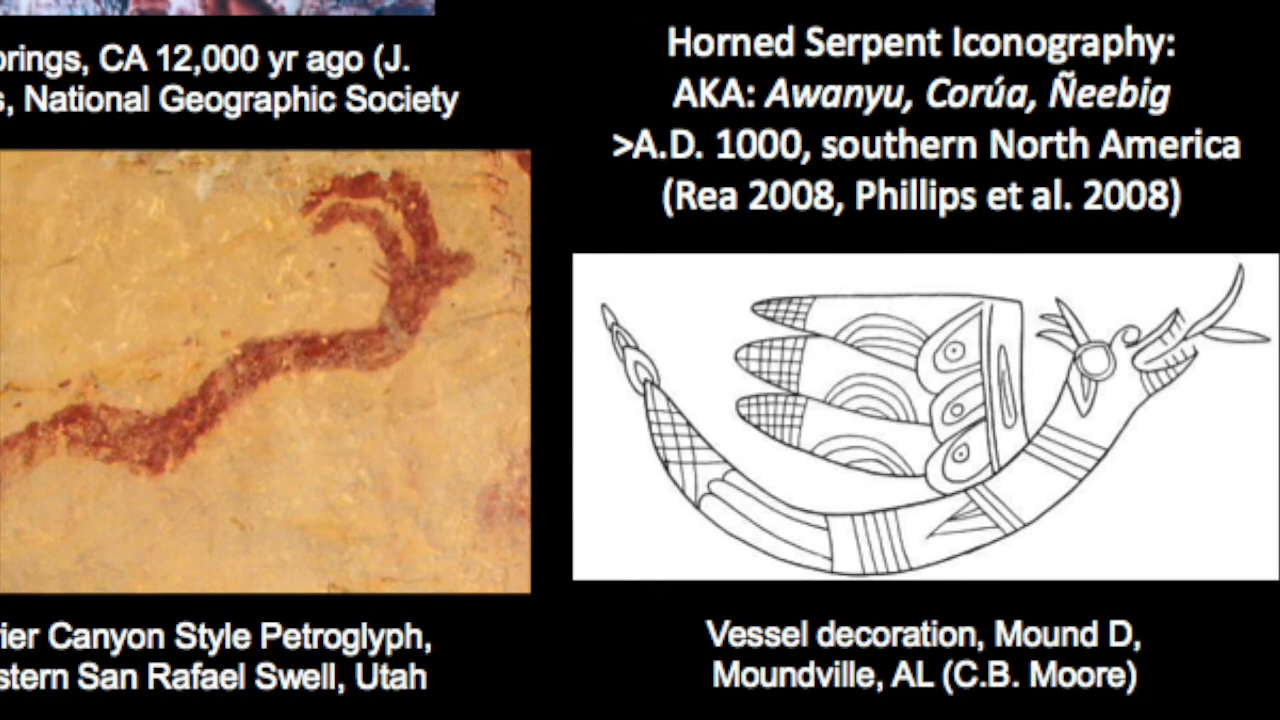 prings, CA 12,000 yr ago (J.
s, National Geographic Society
Horned Serpent Iconography:
AKA: Awanyu, Corúa, Ñeebig
>A.D. 1000, southern North America
(Rea 2008, Phillips et al. 2008)
ier Canyon Style Petroglyph,
stern San Rafael Swell, Utah
Vessel decoration, Mound D,
Moundville, AL (C.B. Moore)